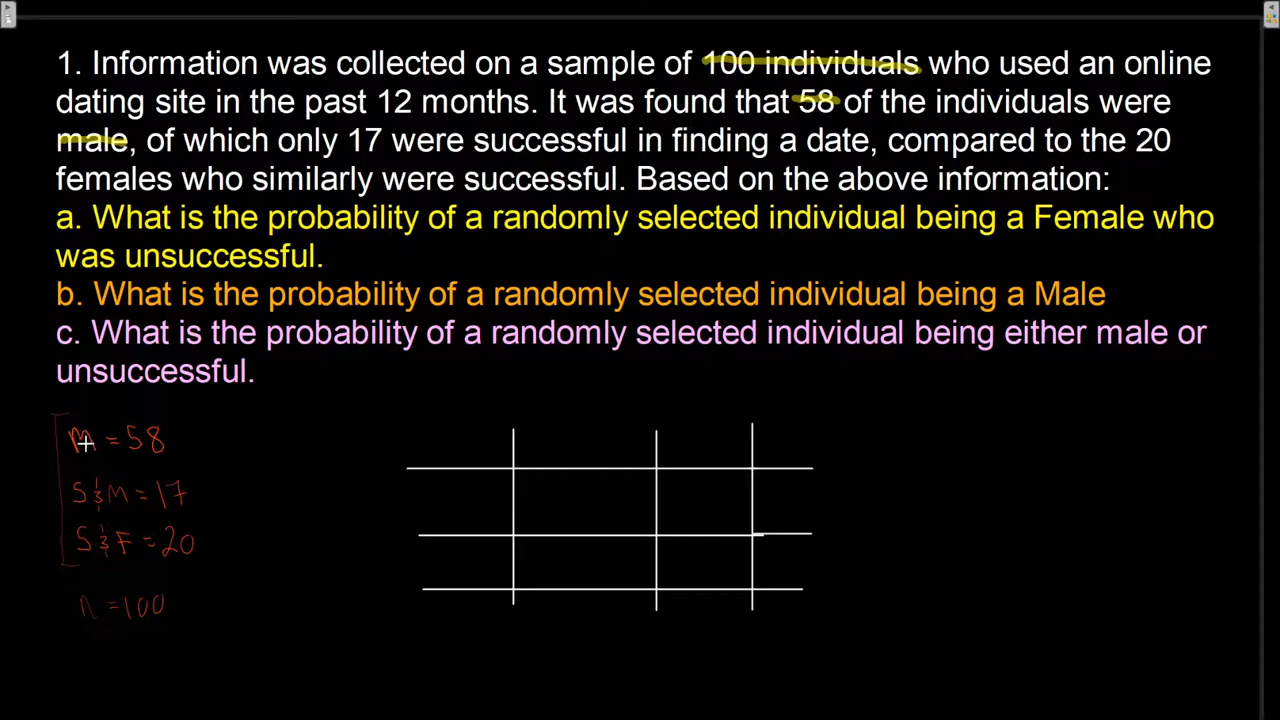 1. Information was collected on a sample of 100 individuals who used an online
dating site in the past 12 months. It was found that 58 of the individuals were
male, of which only 17 were successful in finding a date, compared to the 20
females who similarly were successful. Based on the above information:
a. What is the probability of a randomly selected individual being a Female who
was unsuccessful.
b. What is the probability of a randomly selected individual being a Male
c. What is the probability of a randomly selected individual being either male or
unsuccessful.
M = 58
S & M = 17
S & F = 20
n = 100